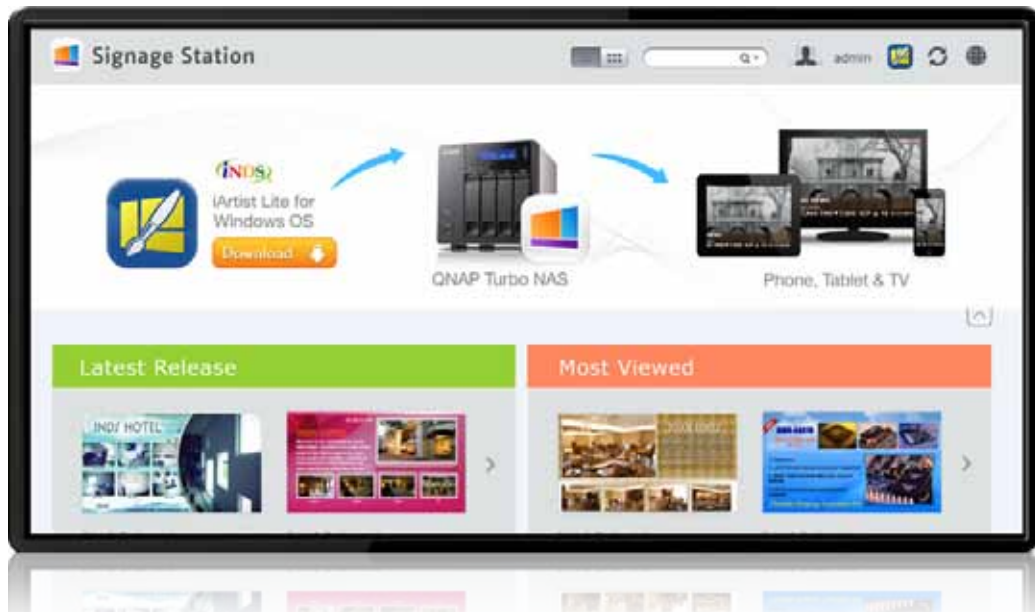 Signage Station
admin
iNDS
iArtist Lite for
Windows OS
Download
QNAP Turbo NAS
Phone, Tablet & TV
Latest Release
Most Viewed
INDS HOTEL